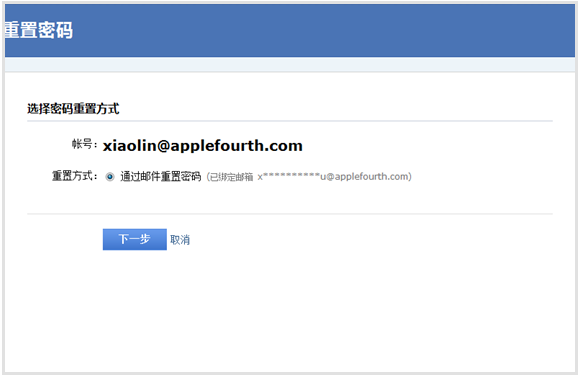 重置密码
选择密码重置方式
帐号：xiaolin@applefourth.com
重置方式： 通过邮件重置密码（已绑定邮箱 x**********u@applefourth.com）
下一步 取消